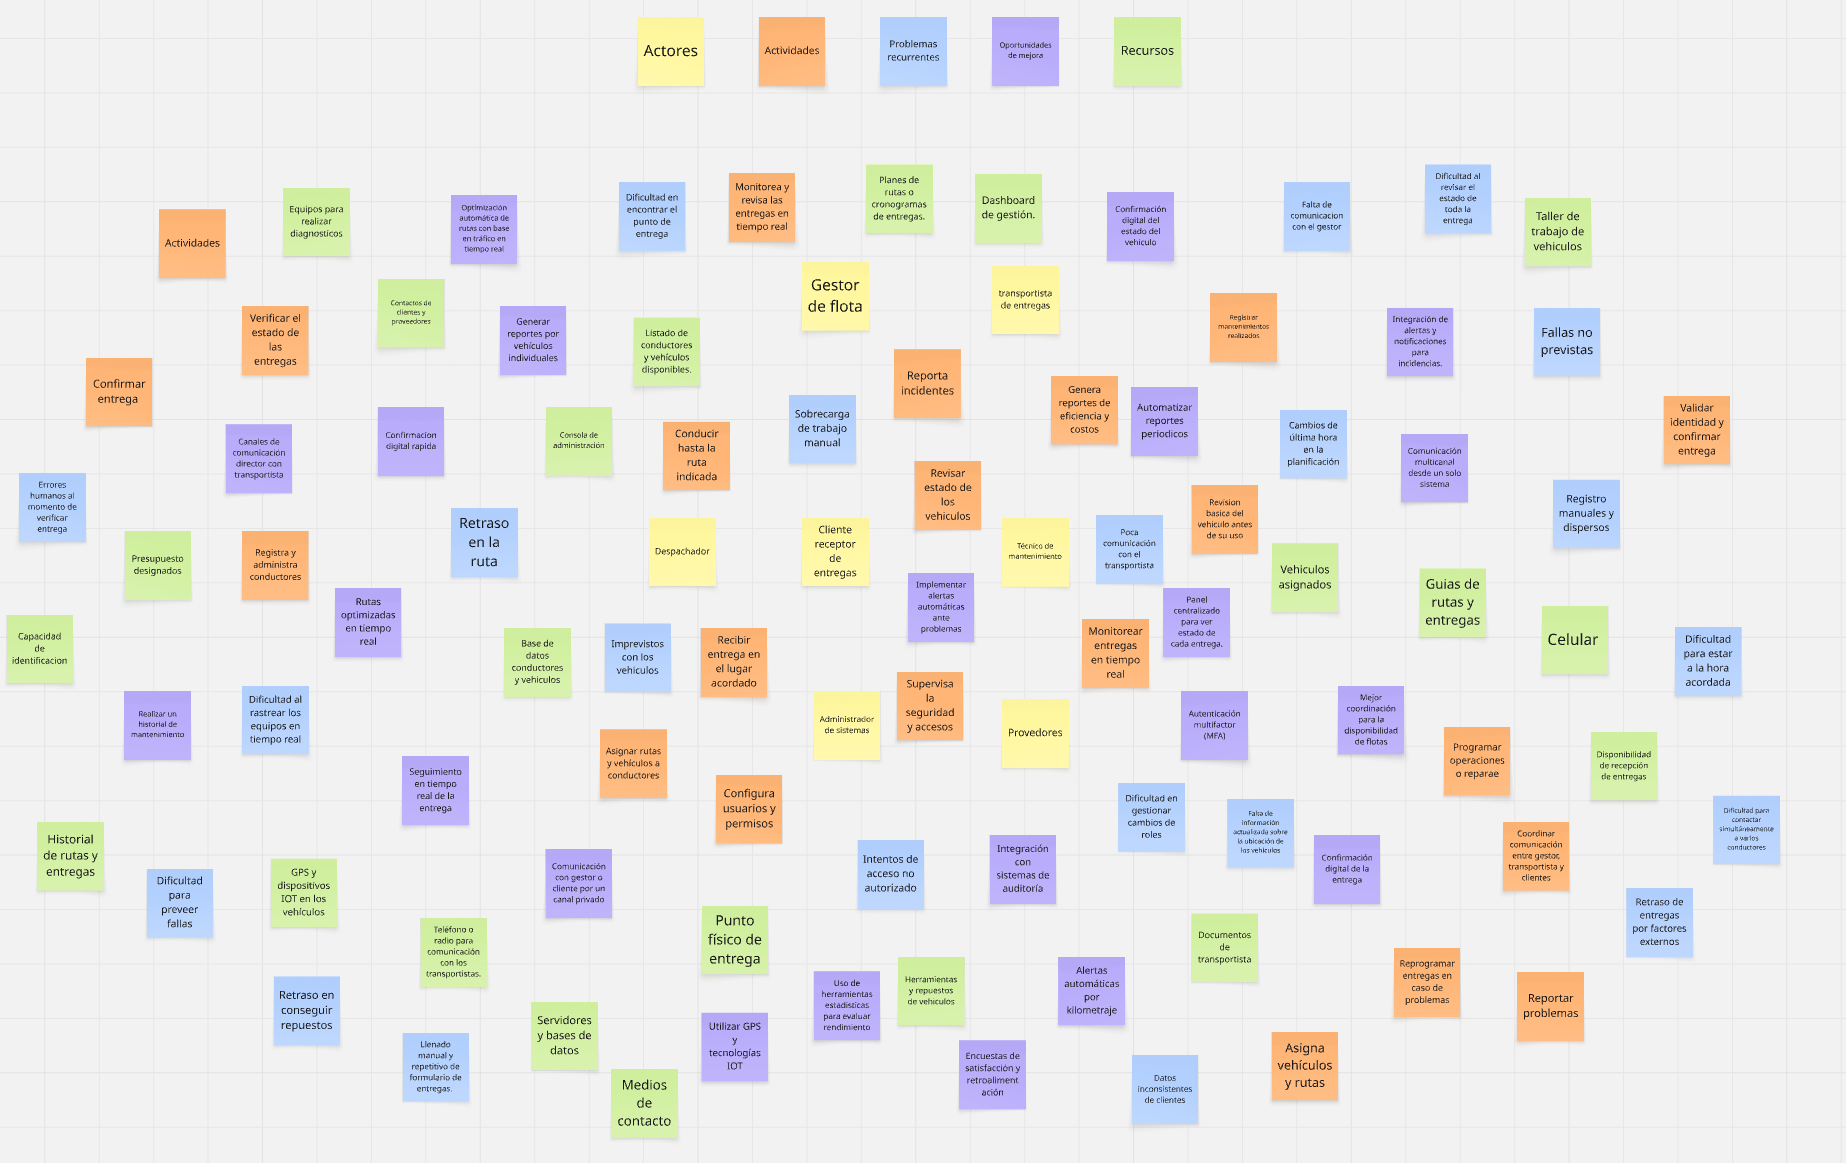 Actores
Actividades
Problemas
recurrentes
Oportunidades
de mejora
Recursos
Actividades
Equipos para
realizar
diagnosticos
Optimización
automática de
rutas con base
en tráfico en
tiempo real
Dificultad en
encontrar el
punto de
entrega
Monitorea y
revisa las
entregas en
tiempo real
Planes de
rutas o
cronogramas
de entregas.
Dashboard
de gestión.
Confirmación
digital del
estado del
vehiculo
Falta de
comunicacion
con el gestor
Dificultad al
revisar el
estado de
toda la
entrega
Taller de
trabajo de
vehiculos
Contactos de
clientes y
proveedores
Gestor
de flota
transportista
de entregas
Verificar el
estado de
las
entregas
Generar
reportes por
vehículos
individuales
Listado de
conductores
y vehículos
disponibles.
Registrar
mantenimientos
realizados
Integración de
alertas y
notificaciones
para
incidencias.
Fallas no
previstas
Confirmar
entrega
Reporta
incidentes
Genera
reportes de
eficiencia y
costos
Automatizar
reportes
periodicos
Sobrecarga
de trabajo
manual
Validar
identidad y
confirmar
entrega
Canales de
comunicación
director con
transportista
Confirmacion
digital rapida
Consola de
administración
Conducir
hasta la
ruta
indicada
Cambios de
última hora
en la
planificación
Comunicación
multicanal
desde un solo
sistema
Errores
humanos al
momento de
verificar
entrega
Revisar
estado de
los
vehiculos
Revision
basica del
vehiculo antes
de su uso
Registro
manuales y
dispersos
Presupuesto
designados
Registra y
administra
conductores
Retraso
en la
ruta
Despachador
Cliente
receptor
de
entregas
Técnico de
mantenimiento
Poca
comunicación
con el
transportista
Vehiculos
asignados
Guias de
rutas y
entregas
Rutas
optimizadas
en tiempo
real
Implementar
alertas
automáticas
ante
problemas
Panel
centralizado
para ver
estado de
cada entrega.
Capacidad
de
identificacion
Base de
datos
conductores
y vehiculos
Imprevistos
con los
vehiculos
Recibir
entrega en
el lugar
acordado
Monitorear
entregas
en tiempo
real
Celular
Dificultad
para estar
a la hora
acordada
Realizar un
historial de
mantenimiento
Dificultad al
rastrear los
equipos en
tiempo real
Administrador
de sistemas
Supervisa
la
seguridad
y accesos
Provedores
Autenticación
multifactor
(MFA)
Mejor
coordinación
para la
disponibilidad
de flotas
Asignar rutas
y vehículos a
conductores
Programar
operaciones
o reparae
Disponibilidad
de recepción
de entregas
Seguimiento
en tiempo
real de la
entrega
Configura
usuarios y
permisos
Dificultad en
gestionar
cambios de
roles
Falta de
información
actualizada sobre
la ubicación de
los vehículos
Dificultad para
contactar
simultáneamente
a varios
conductores
Historial
de rutas y
entregas
Dificultad
para
preveer
fallas
GPS y
dispositivos
IOT en los
vehículos
Comunicación
con gestor o
cliente por un
canal privado
Intentos de
acceso no
autorizado
Integración
con
sistemas de
auditoría
Confirmación
digital de la
entrega
Coordinar
comunicación
entre gestor,
transportista y
clientes
Retraso de
entregas
por factores
externos
Teléfono o
radio para
comunicación
con los
transportistas.
Punto
físico de
entrega
Documentos
de
transportista
Retraso en
conseguir
repuestos
Uso de
herramientas
estadísticas
para evaluar
rendimiento
Herramientas
y repuestos
de vehiculos
Alertas
automáticas
por
kilometraje
Reprogramar
entregas en
caso de
problemas
Reportar
problemas
Llenado
manual y
repetitivo de
formulario de
entregas.
Servidores
y bases de
datos
Utilizar GPS
y
tecnologías
IOT
Encuestas de
satisfacción y
retroaliment
ación
Asigna
vehículos
y rutas
Medios
de
contacto
Datos
inconsistentes
de clientes